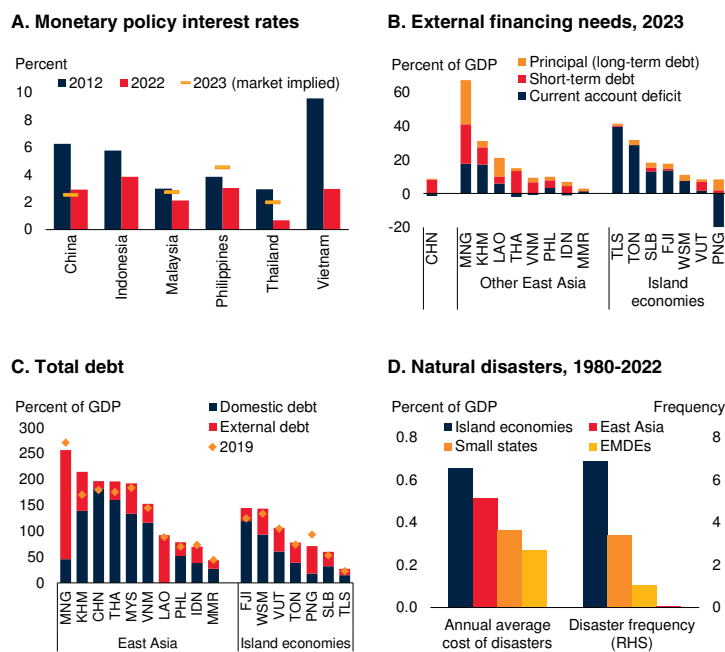 A. Monetary policy interest rates
Percent
2012 2022 2023 (market implied)
10
8
6
4
2
0
China
Indonesia
Malaysia
Philippines
Thailand
Vietnam
B. External financing needs, 2023
Percent of GDP
Principal (long-term debt)
Short-term debt
Current account deficit
60
40
20
0
-20
CHN
MNG
KHM
LAO
THA
VNM
PHL
IDN
MMR
TLS
TON
SLB
FJI
WSM
VUT
PNG
Other East Asia
Island
economies
C. Total debt
Percent of GDP
Domestic debt
External debt
2019
300
250
200
150
100
50
0
MNG
KHM
CHN
THA
MYS
VNM
LAO
PHL
IDN
MMR
FJI
WSM
VUT
TON
PNG
SLB
TLS
East Asia
Island economies
D. Natural disasters, 1980-2022
Percent of GDP
Frequency
Island economies East Asia
Small states EMDEs
0.8
0.6
0.4
0.2
0.0
8
6
4
2
0
Annual average
cost of disasters
Disaster frequency
(RHS)